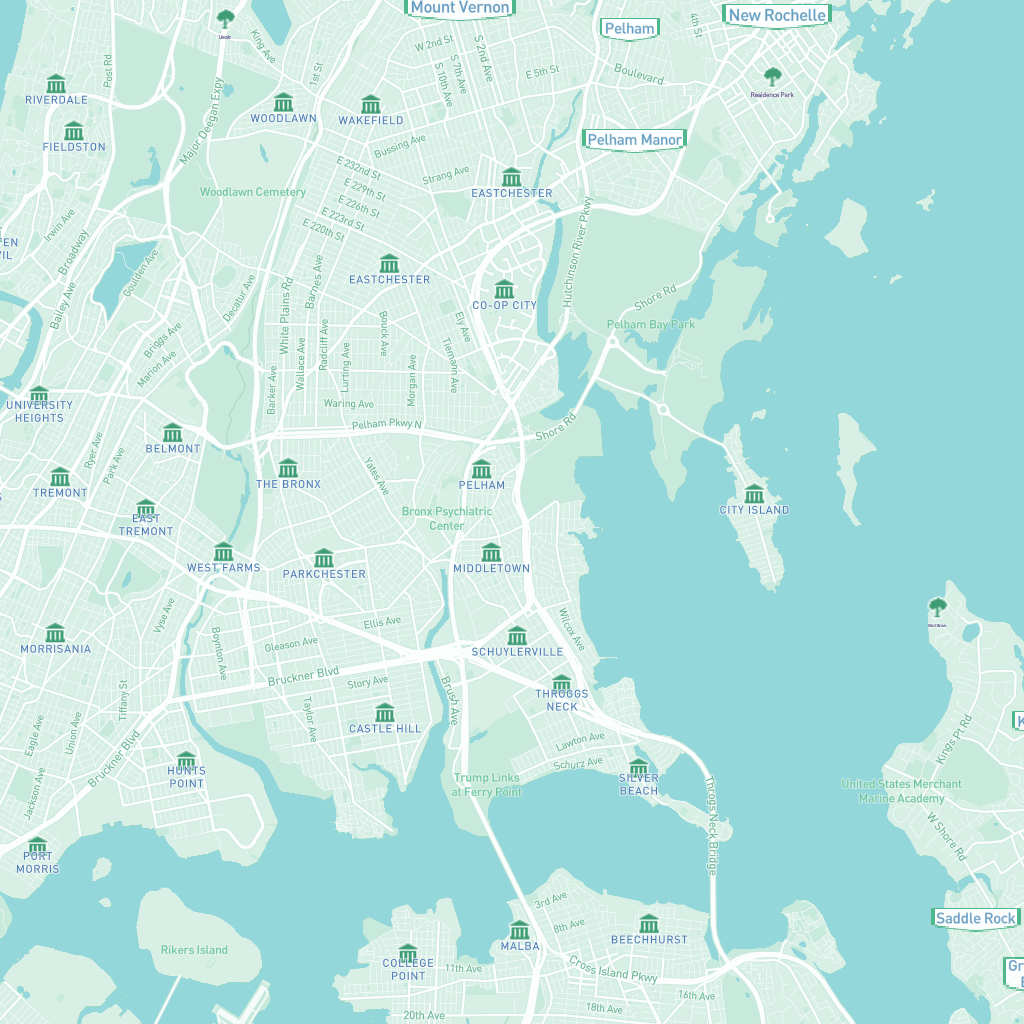 Mount Vernon
New Rochelle
Pelham
4th St
W 2nd St
S 2nd Ave
S 7th Ave
S 10th Ave
E 5th St
Boulevard
King Ave
Post Rd
1st St
Major Deegan Expy
RIVERDALE
WOODLAWN
WAKEFIELD
Residence Park
FIELDSTON
Bussing Ave
Pelham Manor
E 232nd St
Strang Ave
E 229th St
EASTCHESTER
Woodlawn Cemetery
E 226th St
E 223rd St
E 220th St
Irwin Ave
Broadway
Goulden Ave
Hutchinson River Pkwy
EASTCHESTER
Bailey Ave
Decatur Ave
Barnes Ave
White Plains Rd
CO-OP CITY
Shore Rd
Pelham Bay Park
Briggs Ave
Marion Ave
Radcliff Ave
Wallace Ave
Lurting Ave
Bouck Ave
Ely Ave
Tiemann Ave
Morgan Ave
Barker Ave
Waring Ave
UNIVERSITY
HEIGHTS
Pelham Pkwy N
Shore Rd
BELMONT
Ryer Ave
Park Ave
THE BRONX
Yates Ave
PELHAM
TREMONT
CITY ISLAND
EAST
TREMONT
Bronx Psychiatric
Center
WEST FARMS
PARKCHESTER
MIDDLETOWN
Vyse Ave
Boynton Ave
Ellis Ave
Gleason Ave
Wilcox Ave
MORRISANIA
SCHUYLERVILLE
Bruckner Blvd
Story Ave
Brush Ave
THROGGS
NECK
Tiffany St
Taylor Ave
CASTLE HILL
Eagle Ave
Union Ave
Kings Pt Rd
Lawton Ave
Schurz Ave
Bruckner Blvd
HUNTS
POINT
Jackson Ave
Trump Links
at Ferry Point
SILVER
BEACH
Throgs Neck Bridge
United States Merchant
Marine Academy
W Shore Rd
PORT
MORRIS
3rd Ave
8th Ave
Saddle Rock
Rikers Island
MALBA
BEECHHURST
COLLEGE
POINT
11th Ave
Cross Island Pkwy
16th Ave
18th Ave
20th Ave